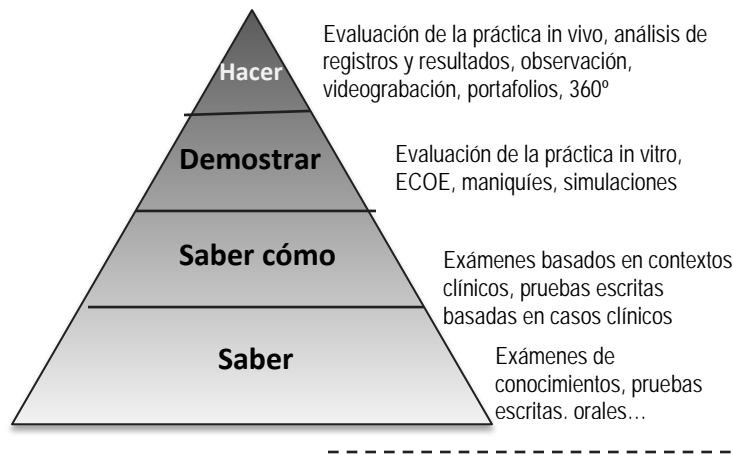 Evaluación de la práctica in vivo, análisis de
registros y resultados, observación,
videograbación, portafolios, 360º
Hacer
Demostrar
Evaluación de la práctica in vitro,
ECOE, maniquíes, simulaciones
Saber cómo
Exámenes basados en contextos
clínicos, pruebas escritas
basadas en casos clínicos
Saber
Exámenes de
conocimientos, pruebas
escritas. orales…